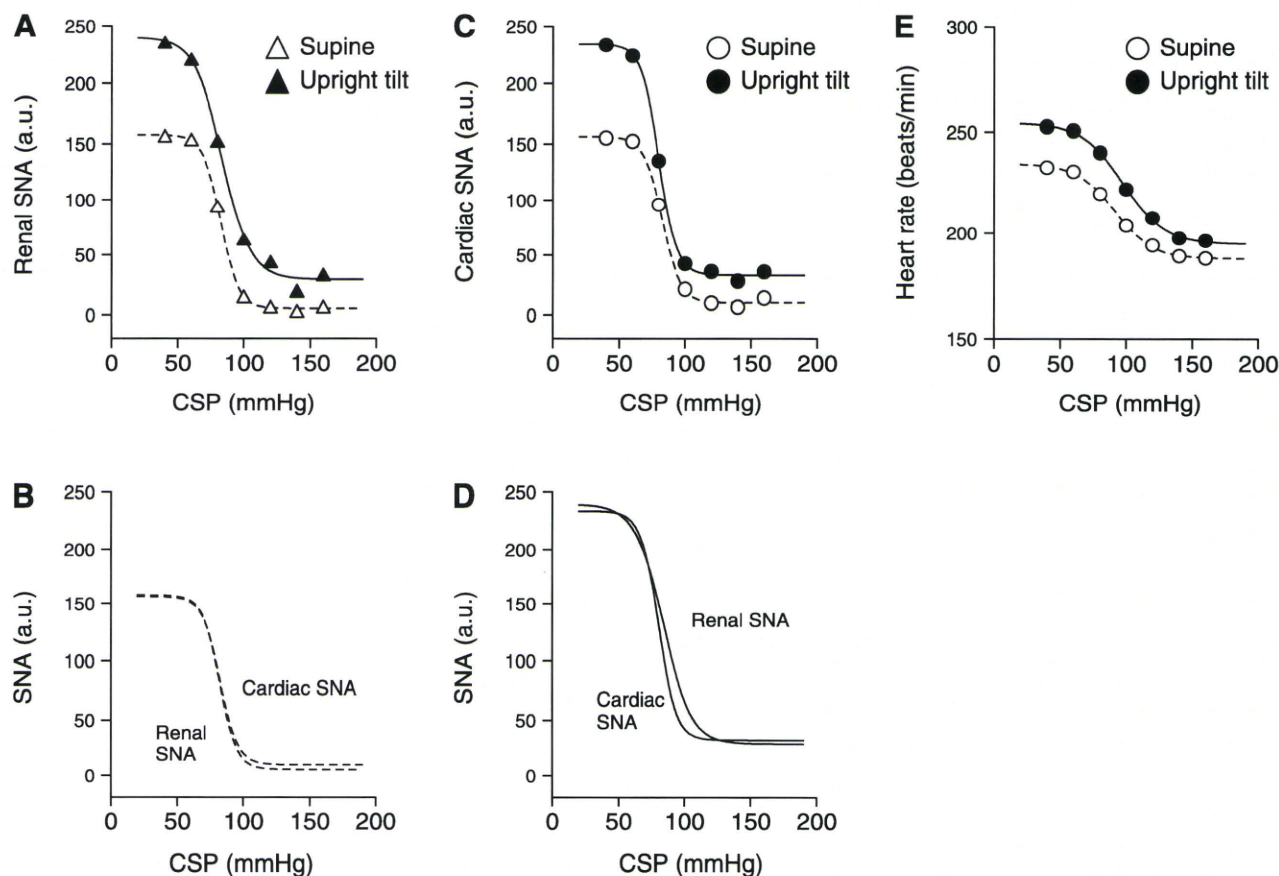 A
Renal SNA (a.u.)
250
200
150
100
50
0
Supine
Upright tilt
0
50
100
150
200
CSP (mmHg)
C
Cardiac SNA (a.u.)
250
200
150
100
50
0
Supine
Upright tilt
0
50
100
150
200
CSP (mmHg)
E
Heart rate (beats/min)
300
250
200
150
Supine
Upright tilt
0
50
100
150
200
CSP (mmHg)
B
SNA (a.u.)
250
200
150
100
50
0
Cardiac SNA
Renal
SNA
0
50
100
150
200
CSP (mmHg)
D
SNA (a.u.)
250
200
150
100
50
0
Renal SNA
Cardiac
SNA
0
50
100
150
200
CSP (mmHg)